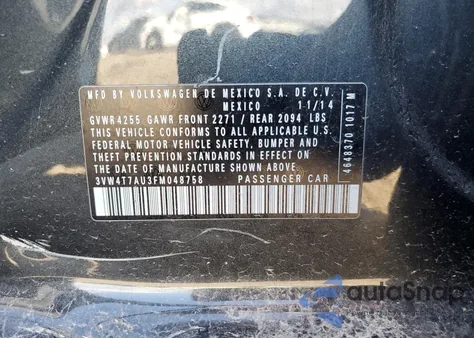 MFD BY VOLKSWAGEN DE MEXICO S.A. DE C.V.
MEXICO 11/14
GVWR4255 GAWR FRONT 2271 / REAR 2094 LBS
THIS VEHICLE CONFORMS TO ALL APPLICABLE U.S.
FEDERAL MOTOR VEHICLE SAFETY, BUMPER AND
THEFT PREVENTION STANDARDS IN EFFECT ON
THE DATE OF MANUFACTURE SHOWN ABOVE.
3VW4T7AU3FM048758 PASSENGER CAR
4648370 1017 M
autoSnap